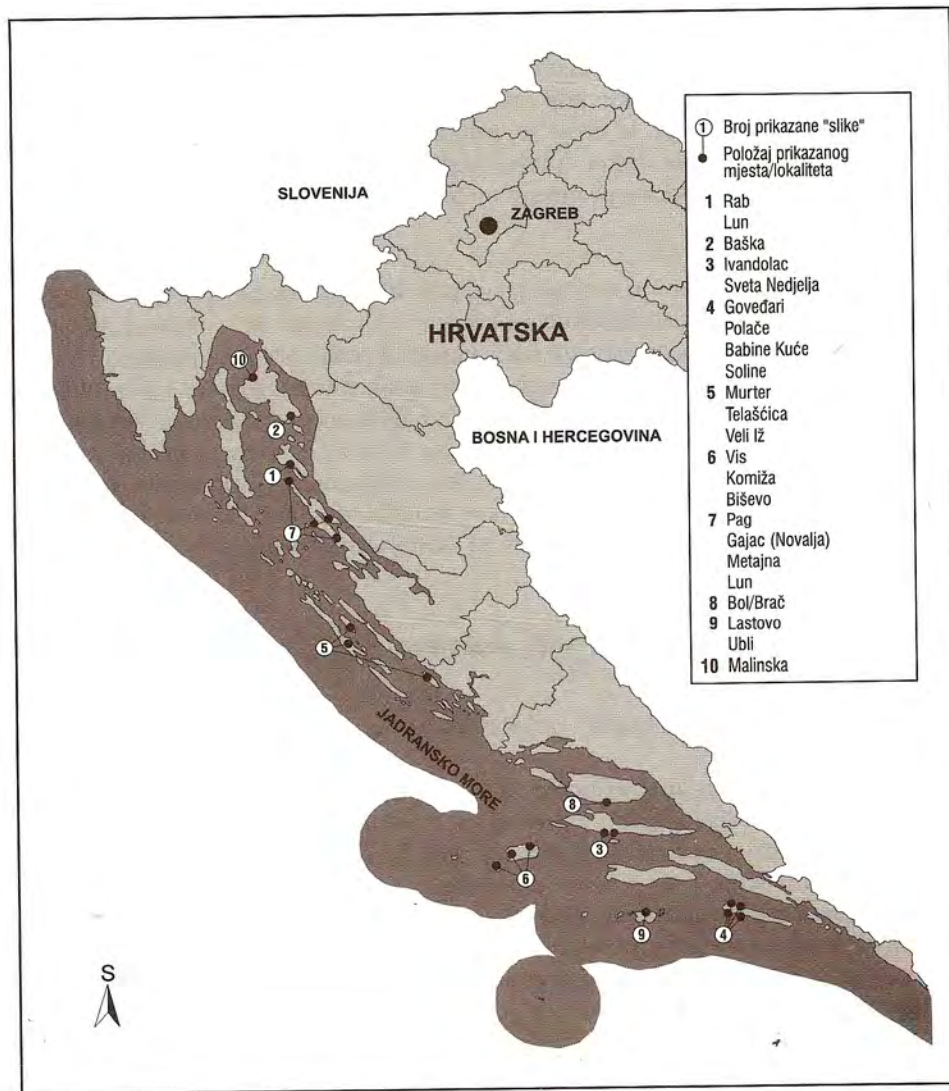 SLOVENIJA
ZAGREB
HRVATSKA
BOSNA I HERCEGOVINA
JADRANSKO MORE
10
2
1
7
5
8
3
6
9
4
S
1 Broj prikazane "slike"
Položaj prikazanog
mjesta/lokaliteta
1 Rab
Lun
2 Baška
3 Ivandolac
Sveta Nedjelja
4 Goveđari
Polače
Babine Kuće
Soline
5 Murter
Telašćica
Veli Iž
6 Vis
Komiža
Biševo
7 Pag
Gajac (Novalja)
Metajna
Lun
8 Bol/Brač
9 Lastovo
Ubli
10 Malinska